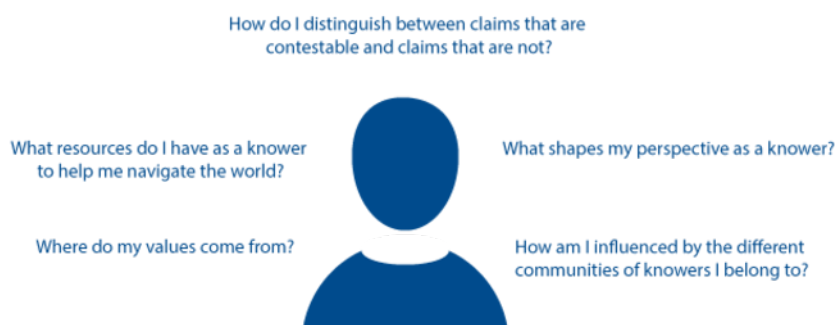 How do I distinguish between claims that are
contestable and claims that are not?
What resources do I have as a knower
to help me navigate the world?
What shapes my perspective as a knower?
Where do my values come from?
How am I influenced by the different
communities of knowers I belong to?